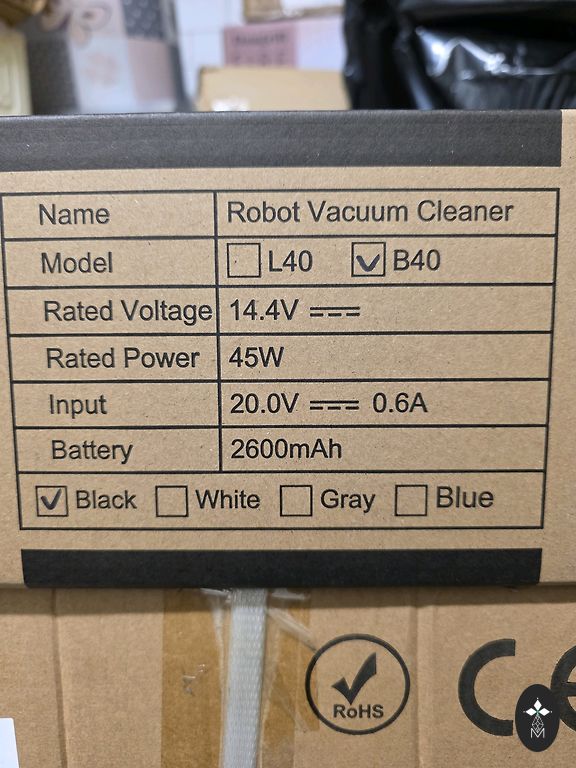 Name Robot Vacuum Cleaner
Model L40 B40
Rated Voltage 14.4V
Rated Power 45W
Input 20.0V 0.6A
Battery 2600mAh
Black White Gray Blue
RoHS
CE